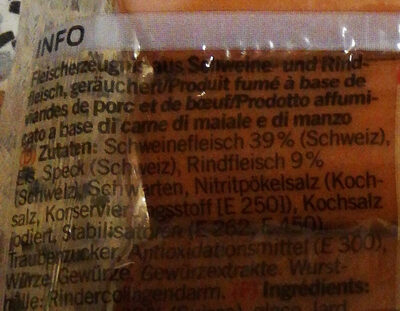 INFO
Fleischerzeugnis aus Schweine- und Rind-
fleisch, geräuchert/Produit fumé à base de
viandes de porc et de bœuf/Prodotto affumi-
cato a base di carne di maiale e di manzo
Zutaten: Schweinefleisch 39% (Schweiz),
Eis, Speck (Schweiz), Rindfleisch 9%
(Schweiz), Schwarten, Nitritpökelsalz (Koch-
salz, Konservierungsstoff [E 250]), Kochsalz
jodiert, Stabilisatoren (E 262, E 450),
Traubenzucker, Antioxidationsmittel (E 300),
Würze, Gewürze, Gewürzextrakte. Wurst-
hülle: Rindercollagendarm. Ingrédients:
lard